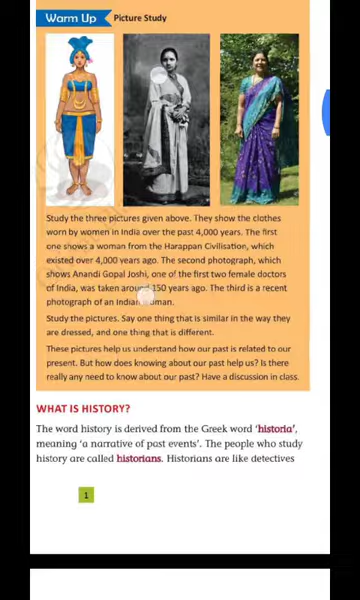 Warm Up Picture Study
Study the three pictures given above. They show the clothes
worn by women in India over the past 4,000 years. The first
one shows a woman from the Harappan Civilisation, which
existed over 4,000 years ago. The second photograph, which
shows Anandi Gopal Joshi, one of the first two female doctors
of India, was taken around 150 years ago. The third is a recent
photograph of an Indian woman.
Study the pictures. Say one thing that is similar in the way they
are dressed, and one thing that is different.
These pictures help us understand how our past is related to our
present. But how does knowing about our past help us? Is there
really any need to know about our past? Have a discussion in class.
WHAT IS HISTORY?
The word history is derived from the Greek word ‘historia’,
meaning ‘a narrative of past events’. The people who study
history are called historians. Historians are like detectives
1